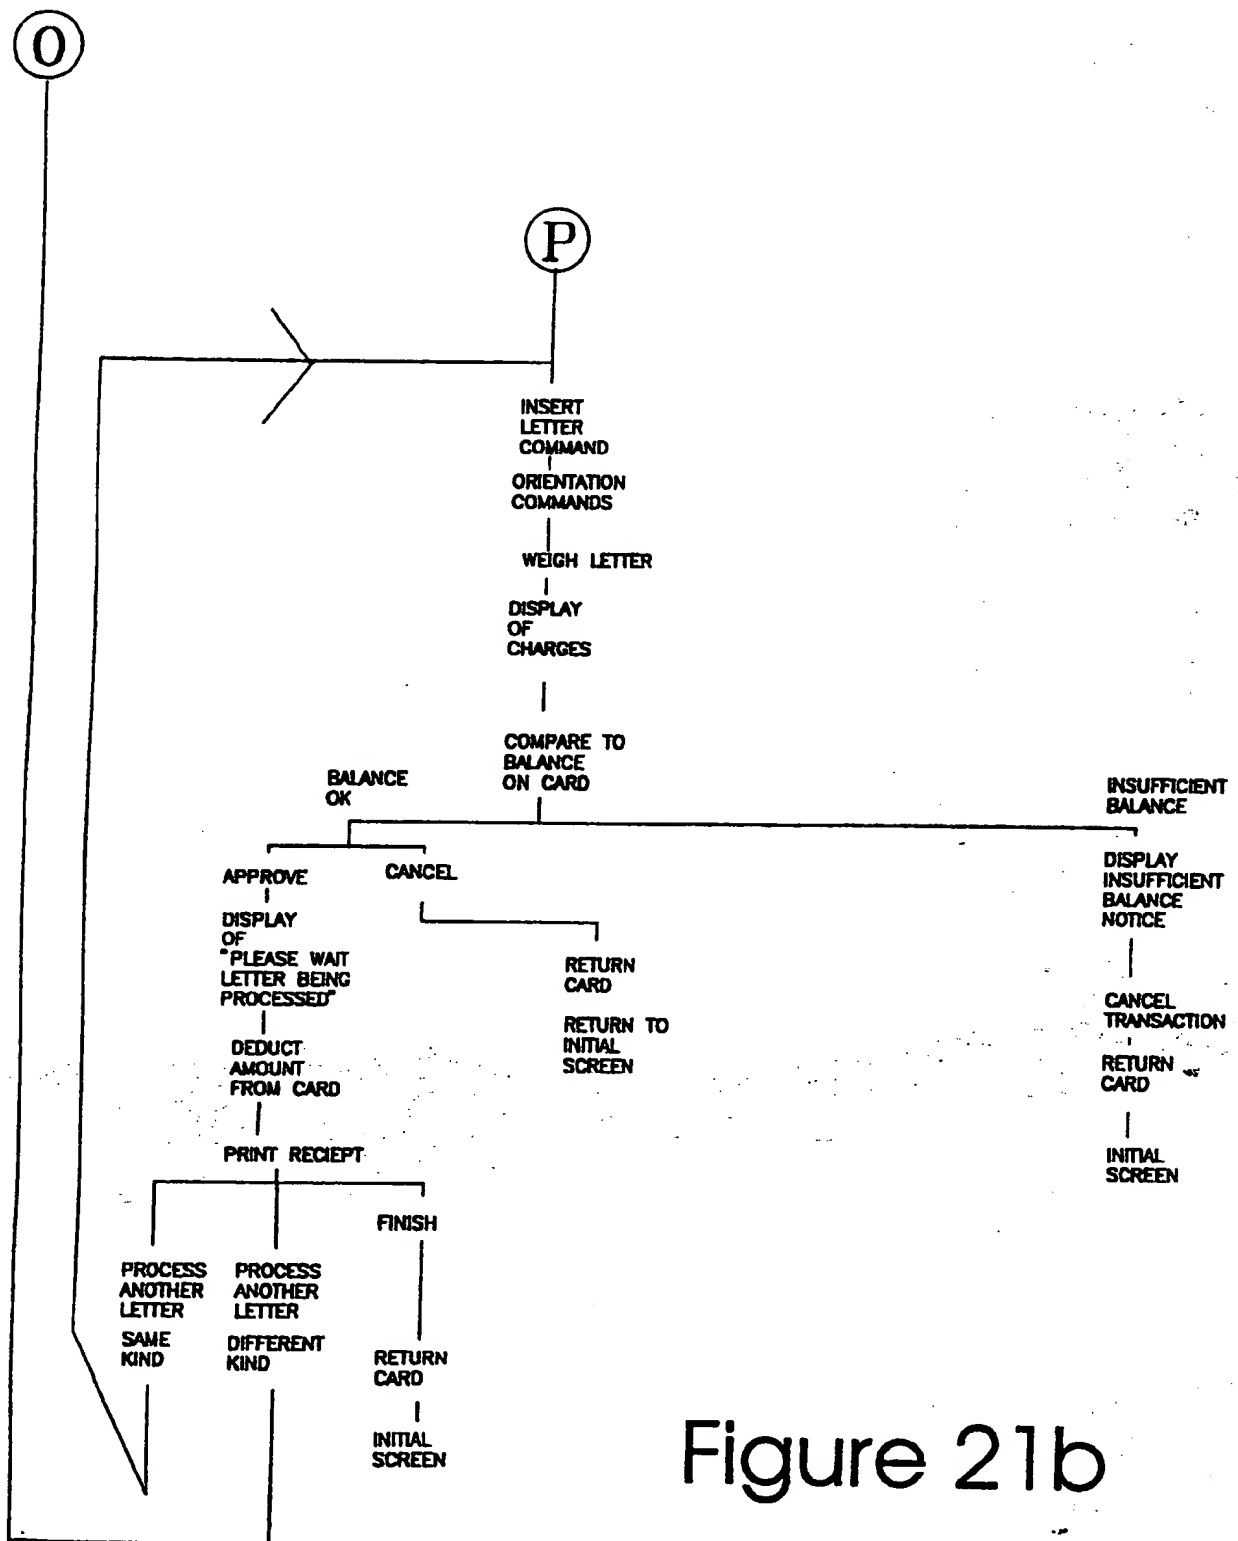 O
P
INSERT
LETTER
COMMAND
ORIENTATION
COMMANDS
WEIGH LETTER
DISPLAY
OF
CHARGES
COMPARE TO
BALANCE
ON CARD
BALANCE
OK
INSUFFICIENT
BALANCE
APPROVE
CANCEL
DISPLAY
OF
"PLEASE WAIT
LETTER BEING
PROCESSED"
DEDUCT
AMOUNT
FROM CARD
PRINT RECIEPT
RETURN
CARD
RETURN TO
INITIAL
SCREEN
DISPLAY
INSUFFICIENT
BALANCE
NOTICE
CANCEL
TRANSACTION
RETURN
CARD
INITIAL
SCREEN
PROCESS
ANOTHER
LETTER
SAME
KIND
PROCESS
ANOTHER
LETTER
DIFFERENT
KIND
FINISH
RETURN
CARD
INITIAL
SCREEN
Figure 21b